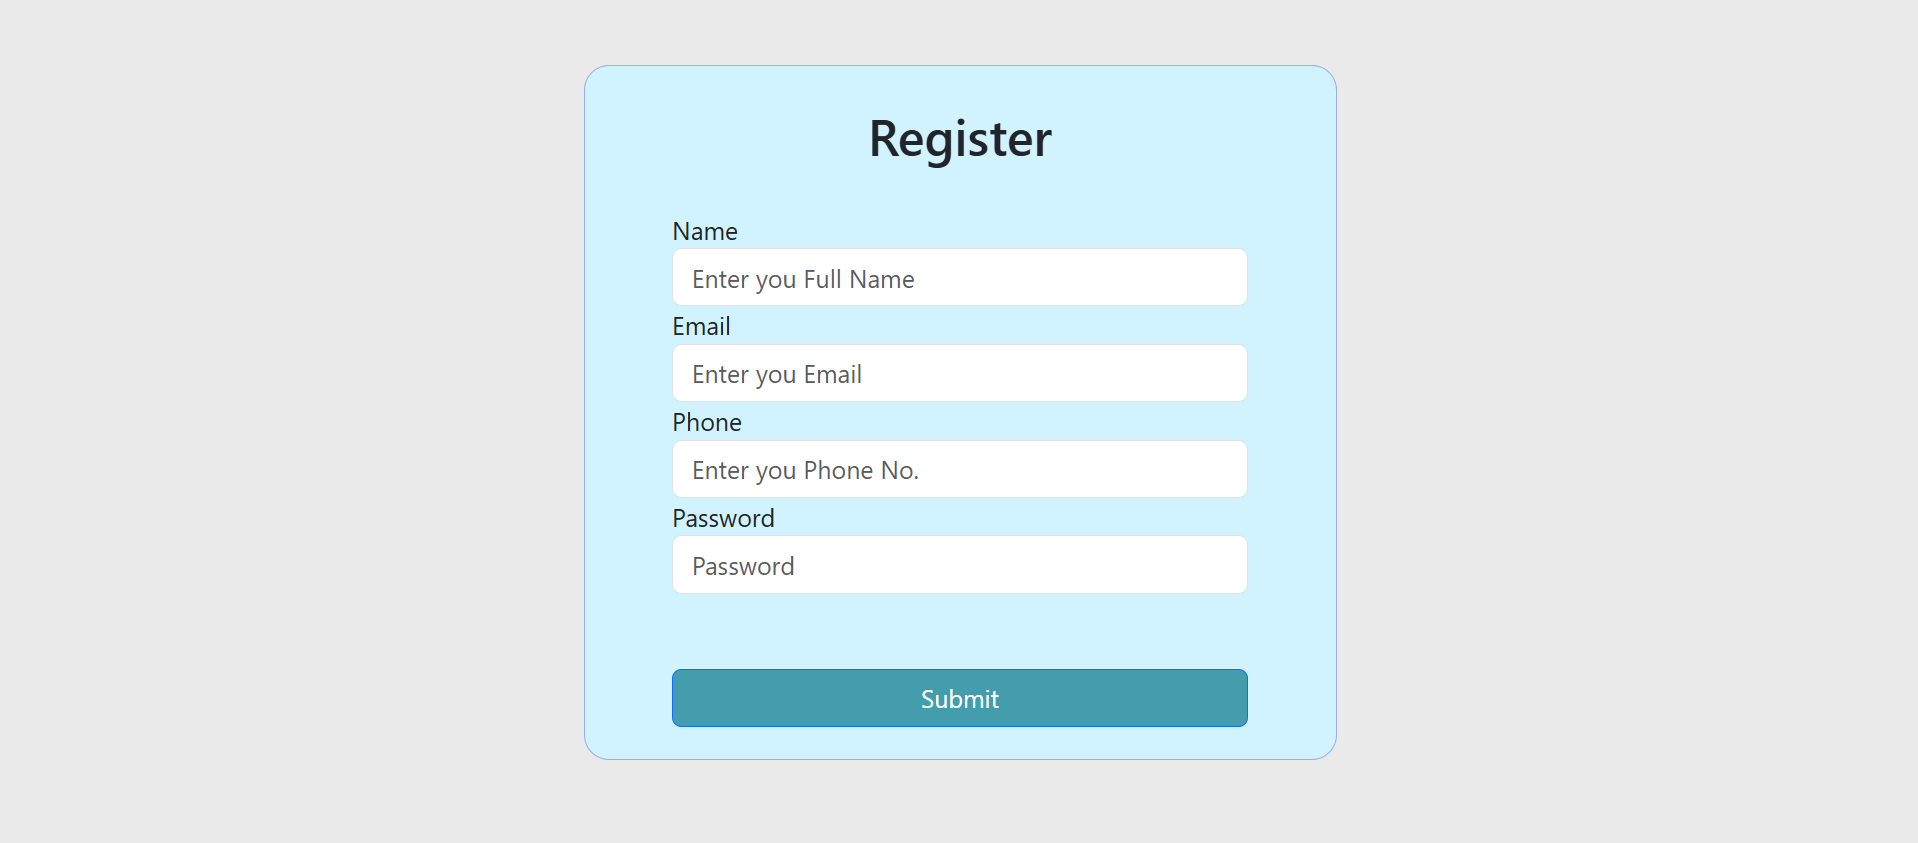 Register
Name
Enter you Full Name
Email
Enter you Email
Phone
Enter you Phone No.
Password
Password
Submit